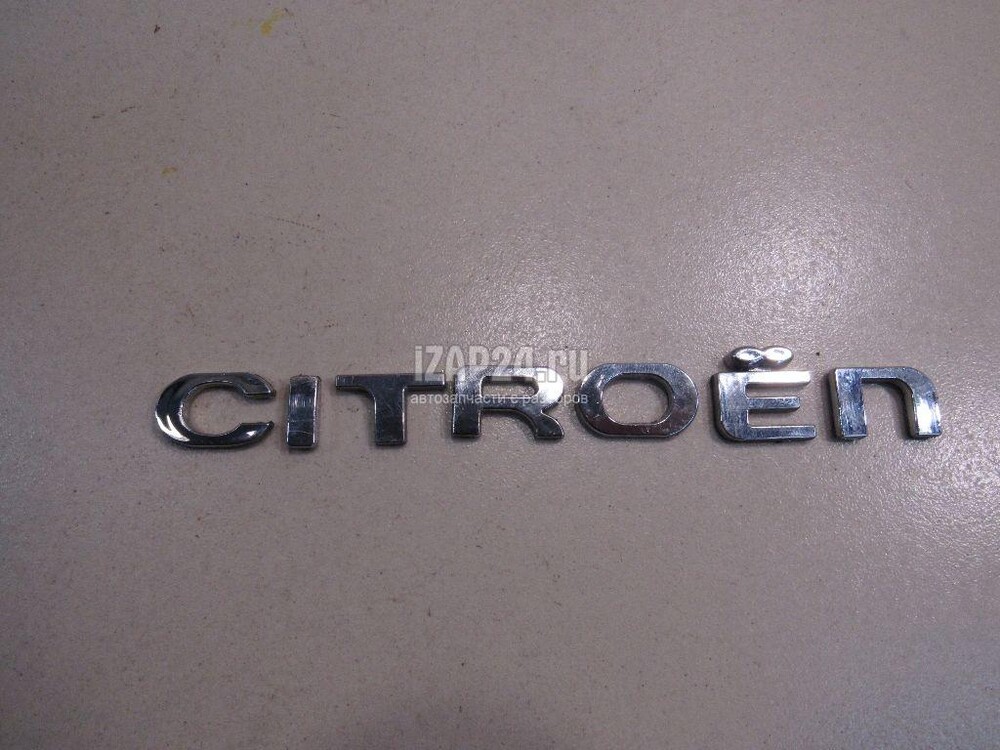 iZAP24.ru
автозапчасти с разборов
CITROËn